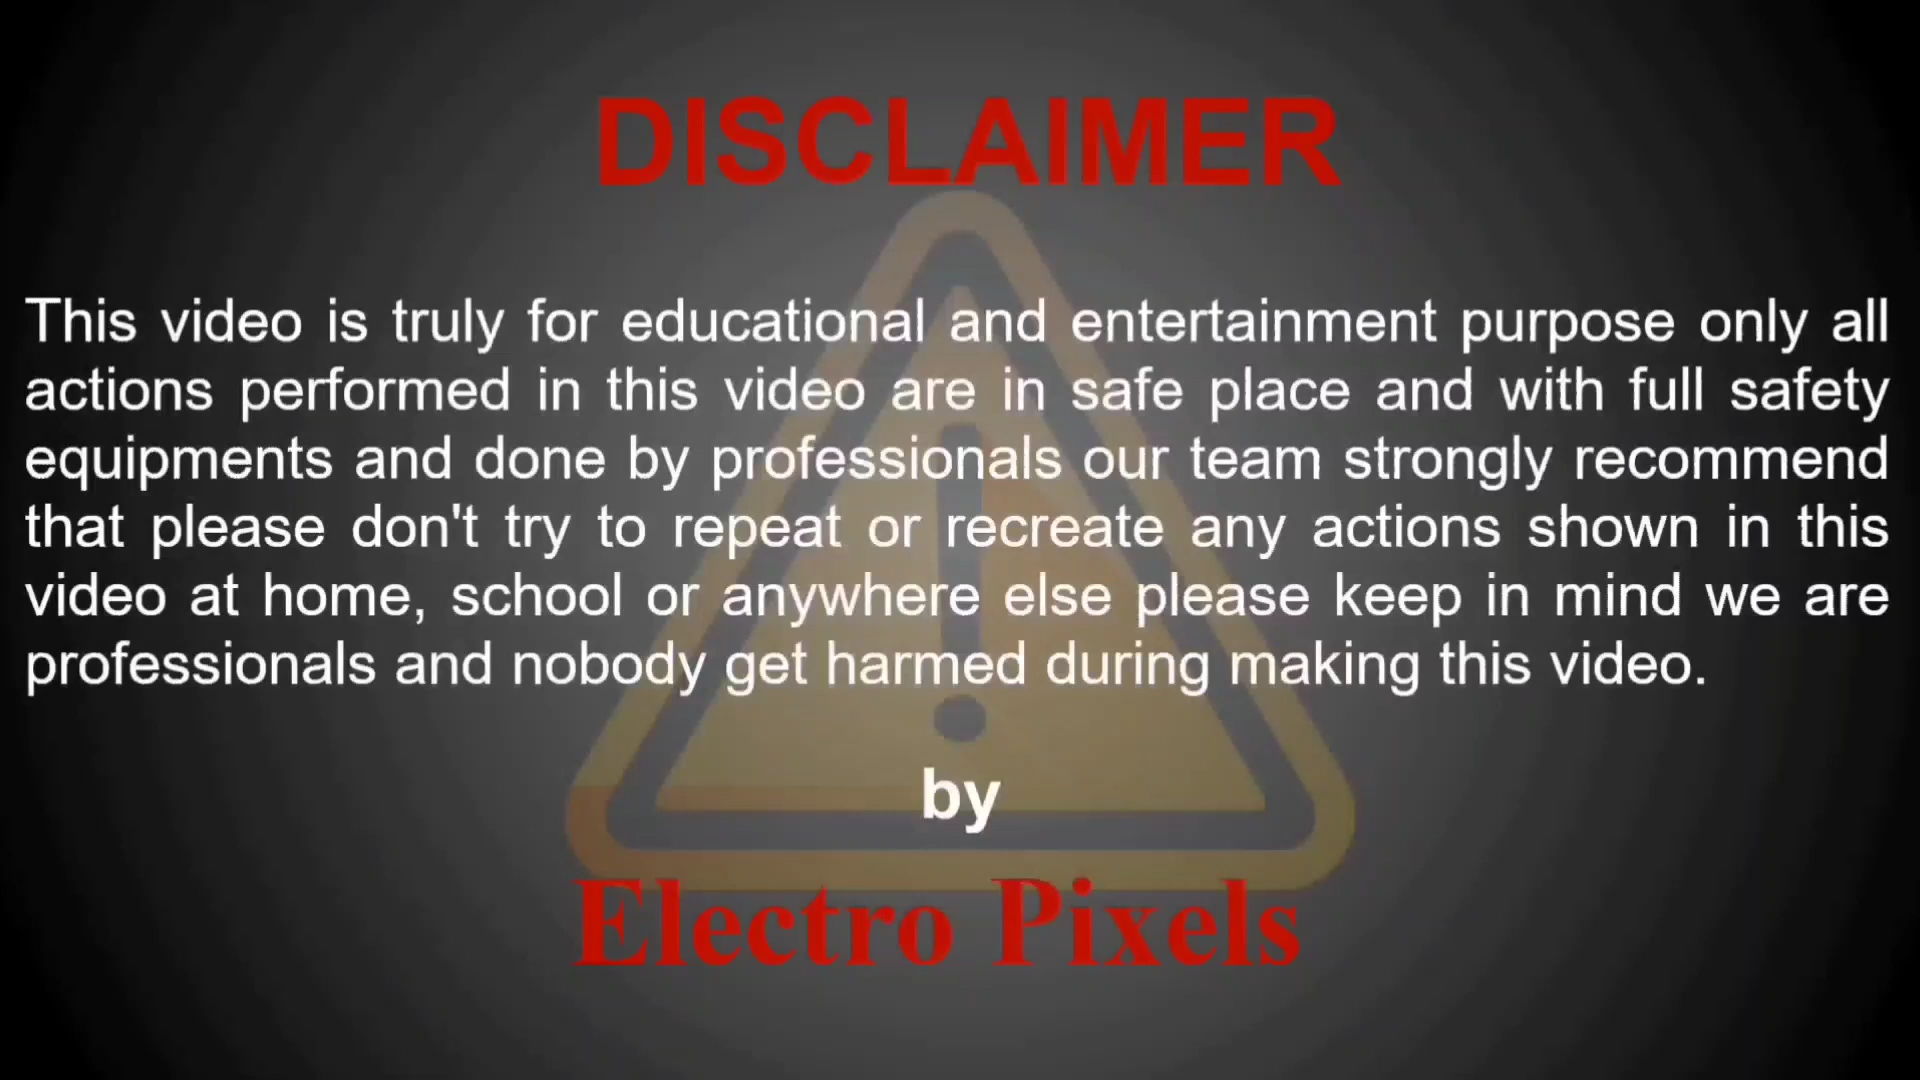 DISCLAIMER
This video is truly for educational and entertainment purpose only all
actions performed in this video are in safe place and with full safety
equipments and done by professionals our team strongly recommend
that please don't try to repeat or recreate any actions shown in this
video at home, school or anywhere else please keep in mind we are
professionals and nobody get harmed during making this video.
by
Electro Pixels